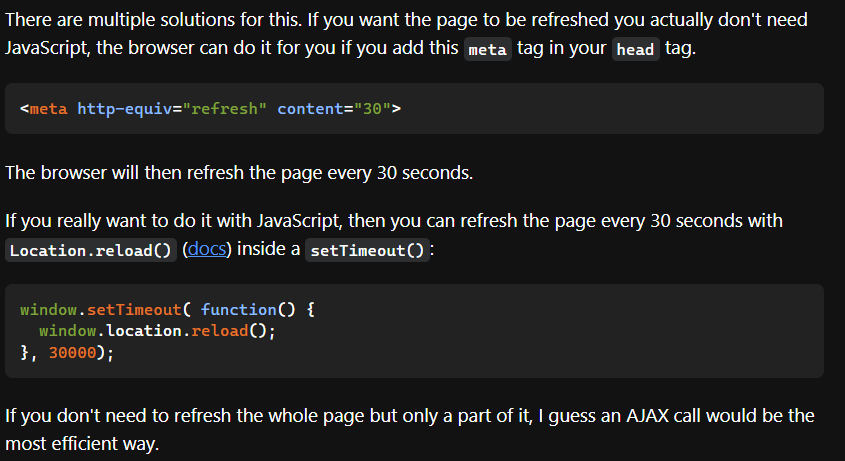 There are multiple solutions for this. If you want the page to be refreshed you actually don't need
JavaScript, the browser can do it for you if you add this meta tag in your head tag.
<meta http-equiv="refresh" content="30">
The browser will then refresh the page every 30 seconds.
If you really want to do it with JavaScript, then you can refresh the page every 30 seconds with
Location.reload() (docs) inside a setTimeout():
window.setTimeout( function() {
  window.location.reload();
}, 30000);
If you don't need to refresh the whole page but only a part of it, I guess an AJAX call would be the
most efficient way.